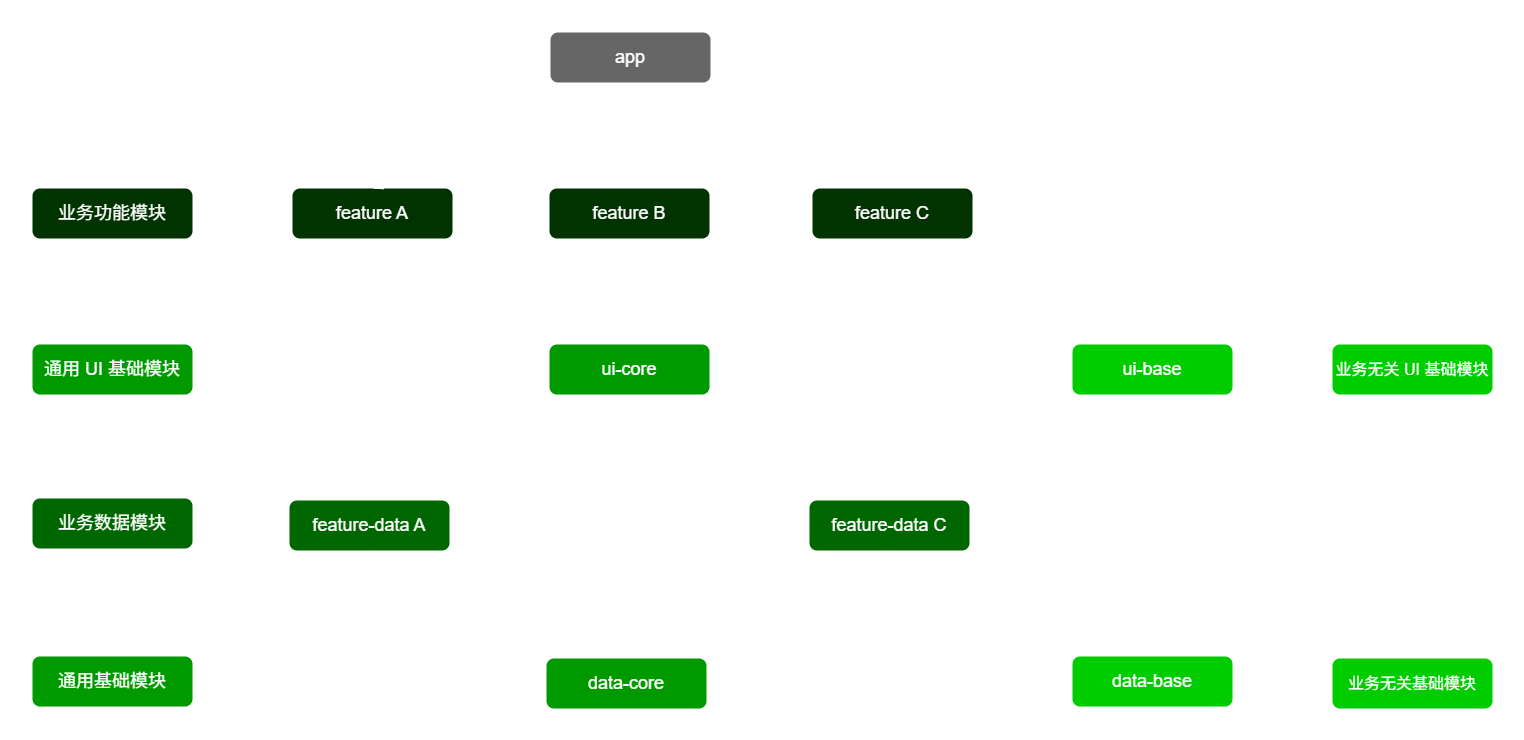 app
业务功能模块
feature A
feature B
feature C
通用 UI 基础模块
ui-core
ui-base
业务无关 UI 基础模块
业务数据模块
feature-data A
feature-data C
通用基础模块
data-core
data-base
业务无关基础模块